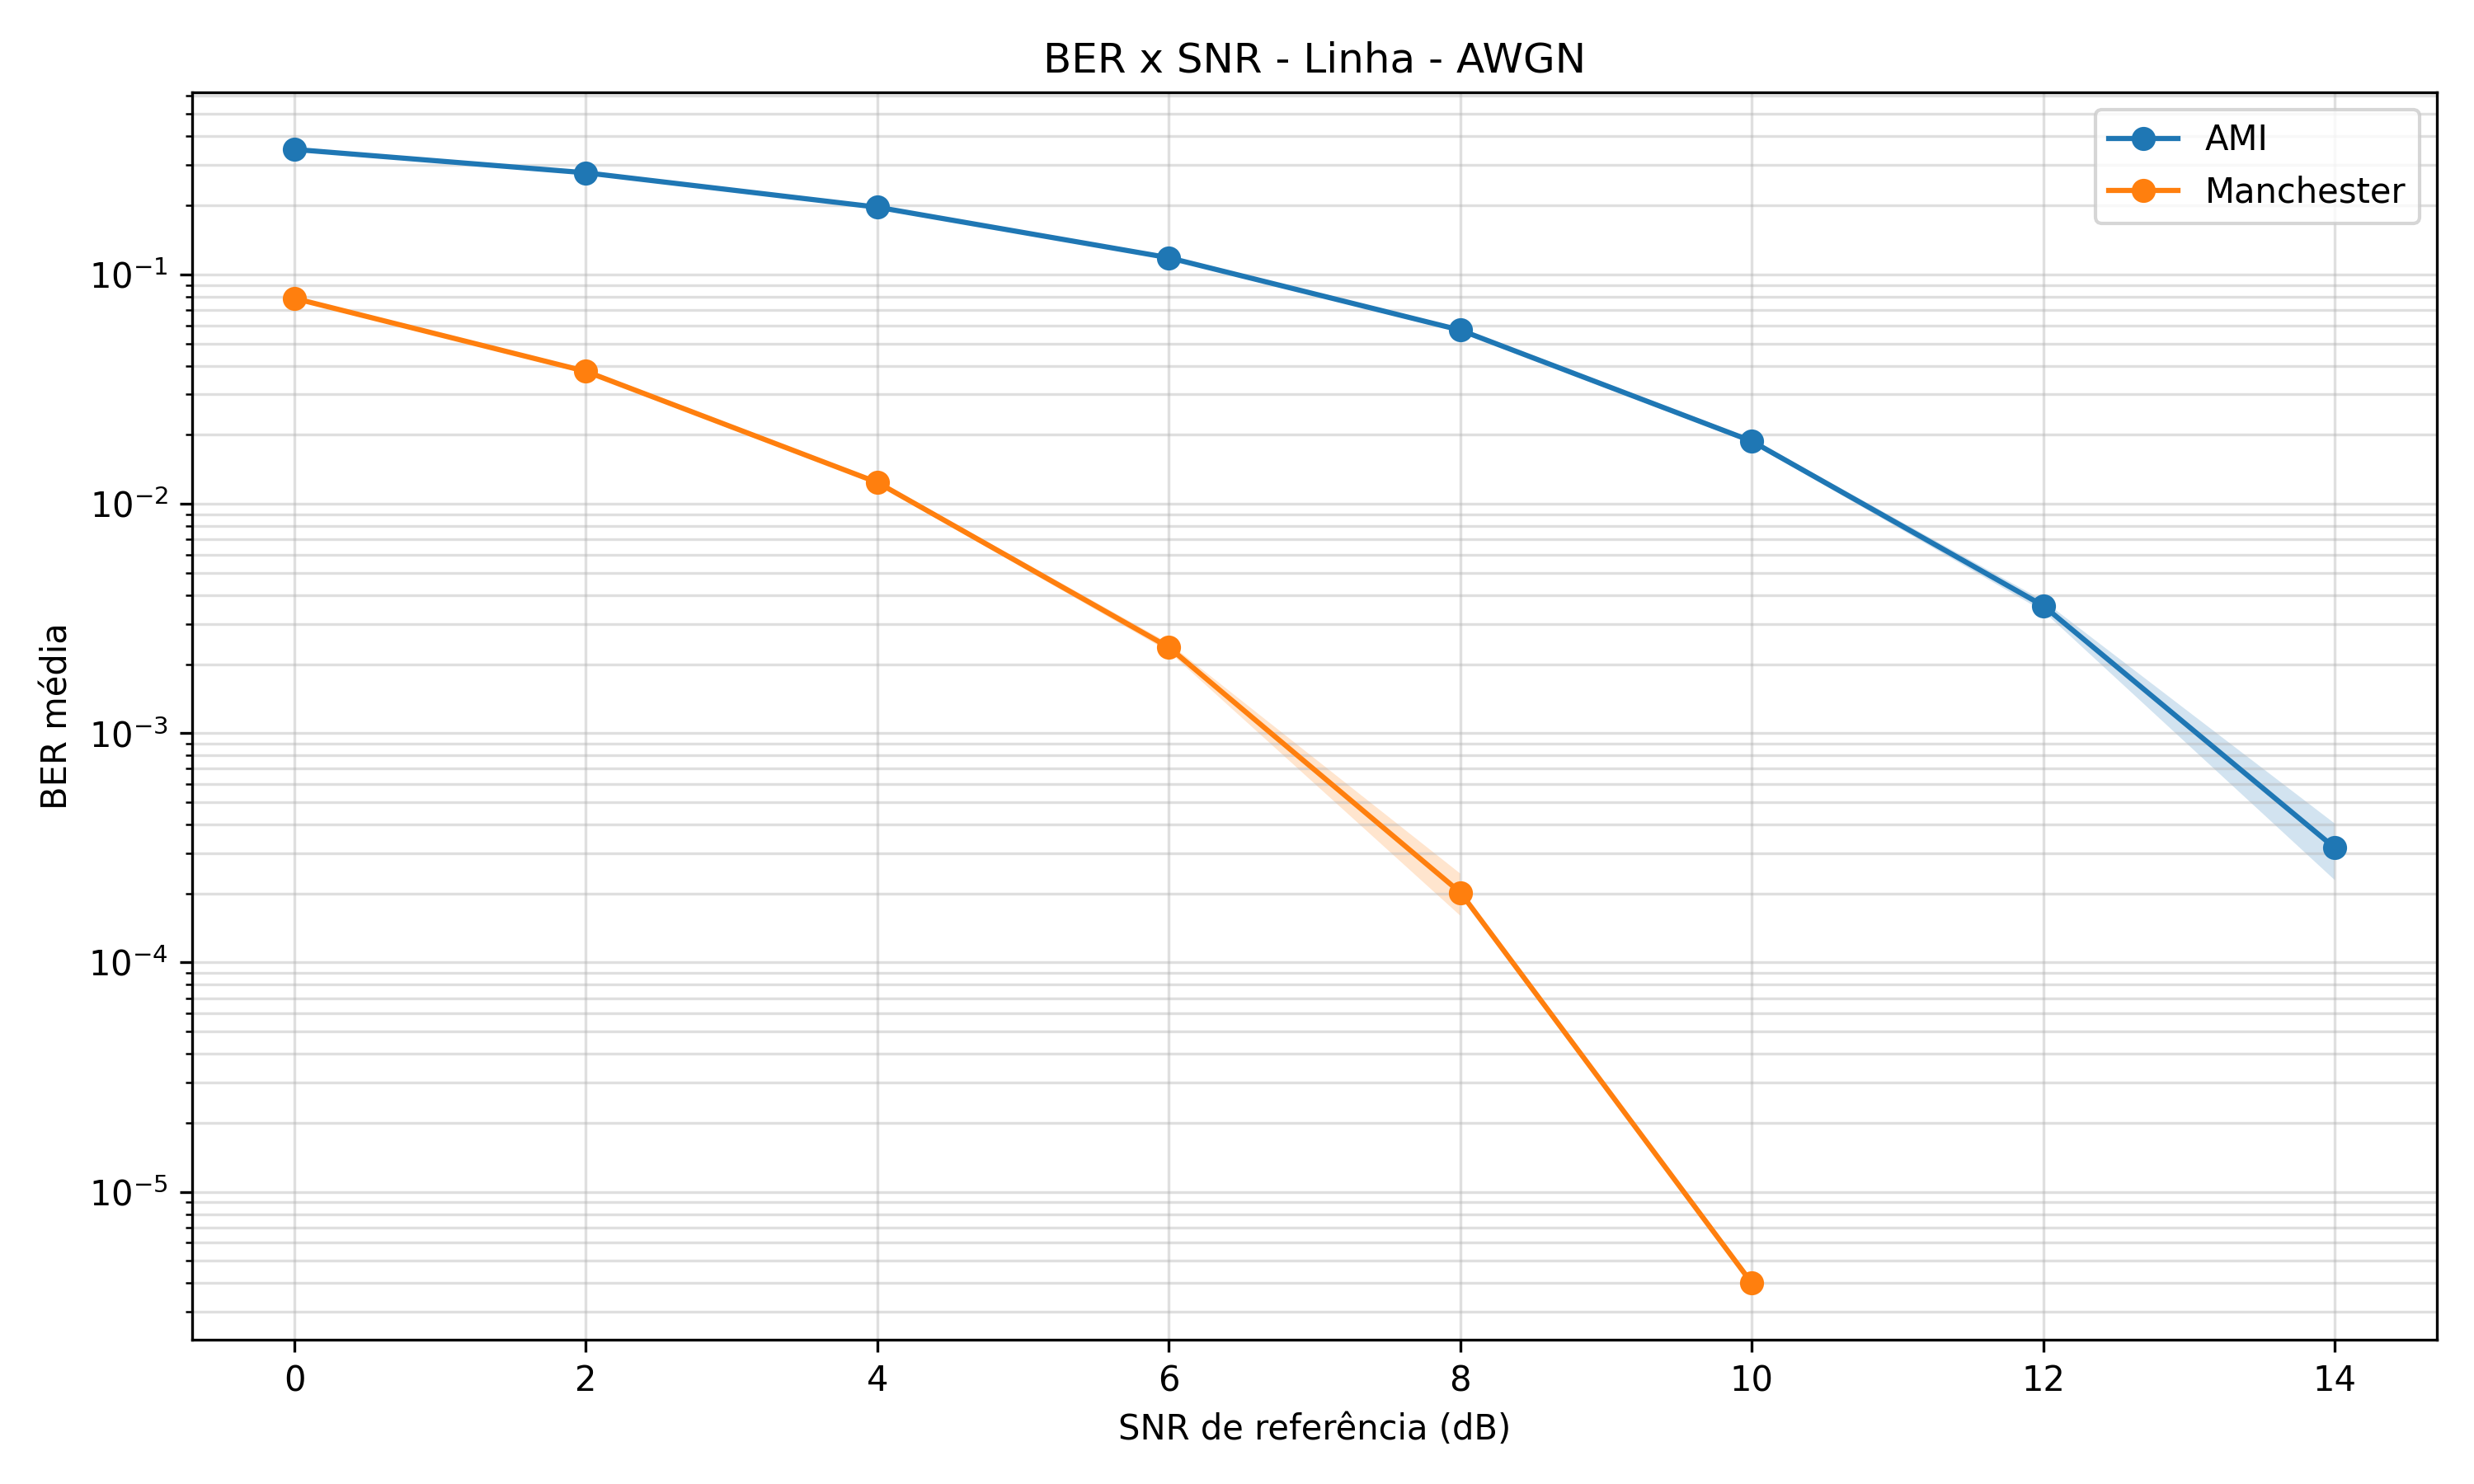 BER x SNR - Linha - AWGN
AMI
Manchester
BER média
10⁻¹
10⁻²
10⁻³
10⁻⁴
10⁻⁵
0 2 4 6 8 10 12 14
SNR de referência (dB)